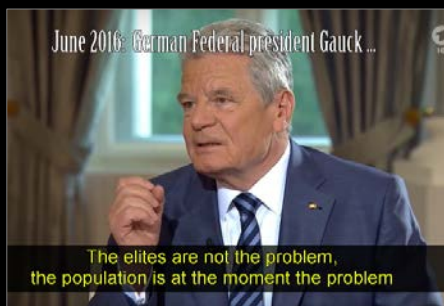 June 2016: German Federal president Gauck ...
The elites are not the problem,
the population is at the moment the problem